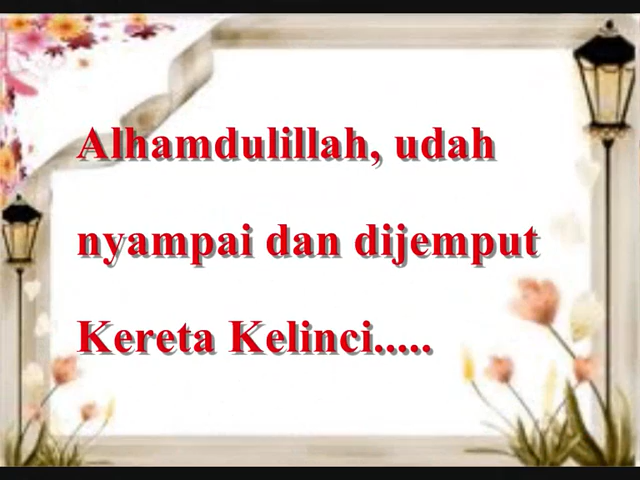 Alhamdulillah, udah
nyampai dan dijemput
Kereta Kelinci.....